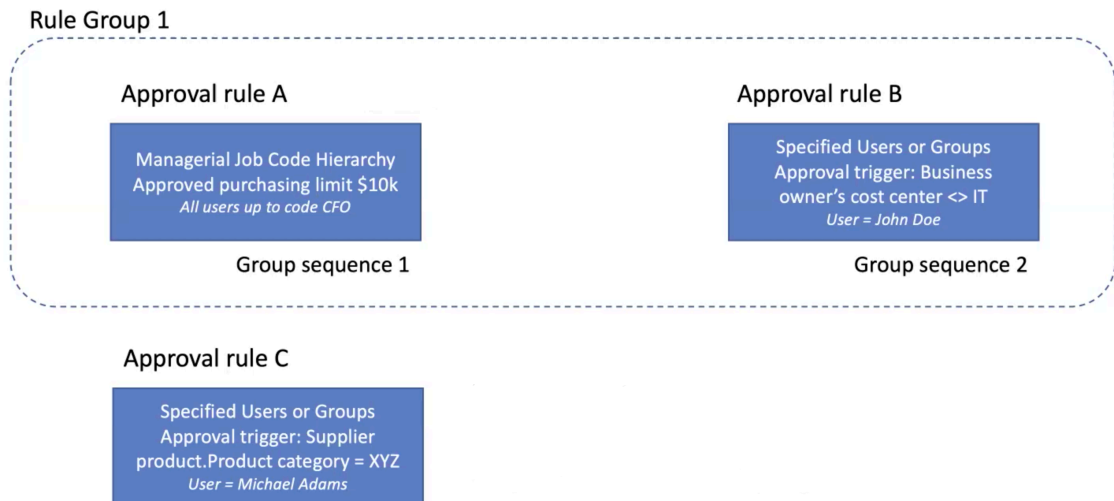 Rule Group 1
Approval rule A
Managerial Job Code Hierarchy
Approved purchasing limit $10k
All users up to code CFO
Group sequence 1
Approval rule B
Specified Users or Groups
Approval trigger: Business
owner's cost center <> IT
User = John Doe
Group sequence 2
Approval rule C
Specified Users or Groups
Approval trigger: Supplier
product.Product category = XYZ
User = Michael Adams